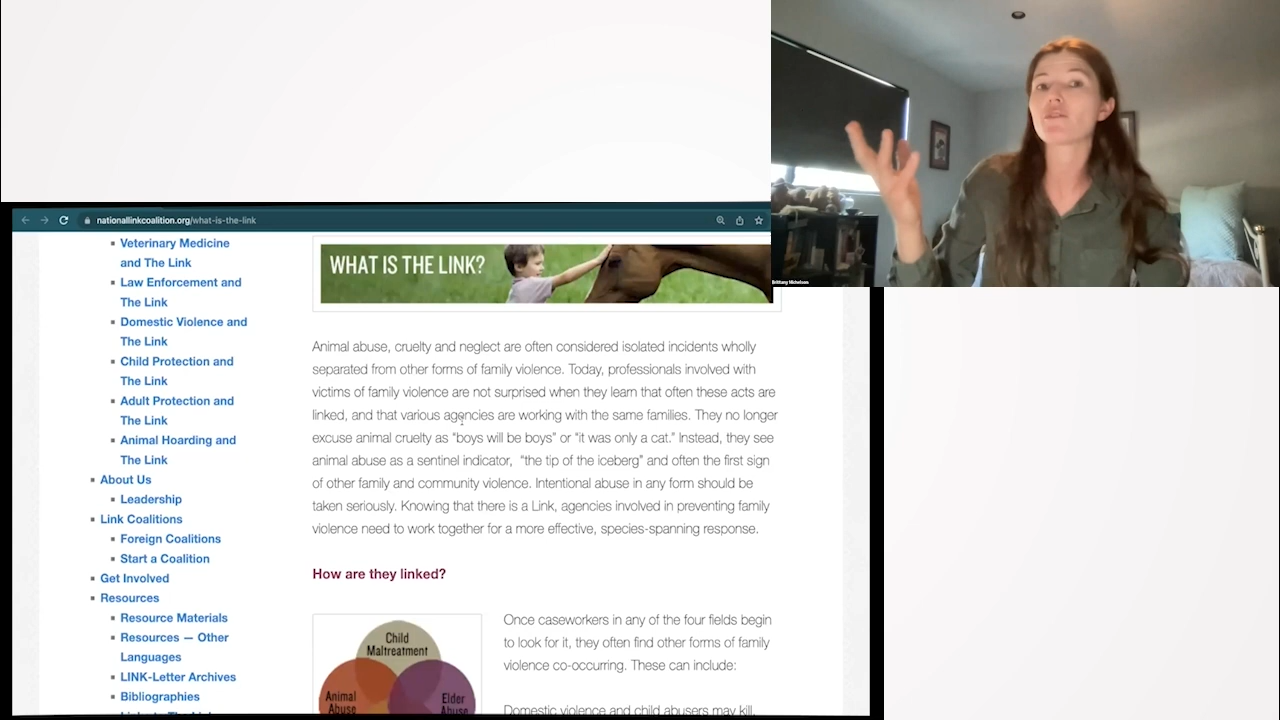 nationallinkcoalition.org/what-is-the-link
Brittany Michelson
Veterinary Medicine
and The Link
Law Enforcement and
The Link
Domestic Violence and
The Link
Child Protection and
The Link
Adult Protection and
The Link
Animal Hoarding and
The Link
About Us
Leadership
Link Coalitions
Foreign Coalitions
Start a Coalition
Get Involved
Resources
Resource Materials
Resources — Other
Languages
LINK-Letter Archives
Bibliographies
WHAT IS THE LINK?
Animal abuse, cruelty and neglect are often considered isolated incidents wholly
separated from other forms of family violence. Today, professionals involved with
victims of family violence are not surprised when they learn that often these acts are
linked, and that various agencies are working with the same families. They no longer
excuse animal cruelty as “boys will be boys” or “it was only a cat.” Instead, they see
animal abuse as a sentinel indicator, “the tip of the iceberg” and often the first sign
of other family and community violence. Intentional abuse in any form should be
taken seriously. Knowing that there is a Link, agencies involved in preventing family
violence need to work together for a more effective, species-spanning response.
How are they linked?
Child
Maltreatment
Animal
Abuse
Elder
Abuse
Once caseworkers in any of the four fields begin
to look for it, they often find other forms of family
violence co-occurring. These can include:
Domestic violence and child abusers may kill,